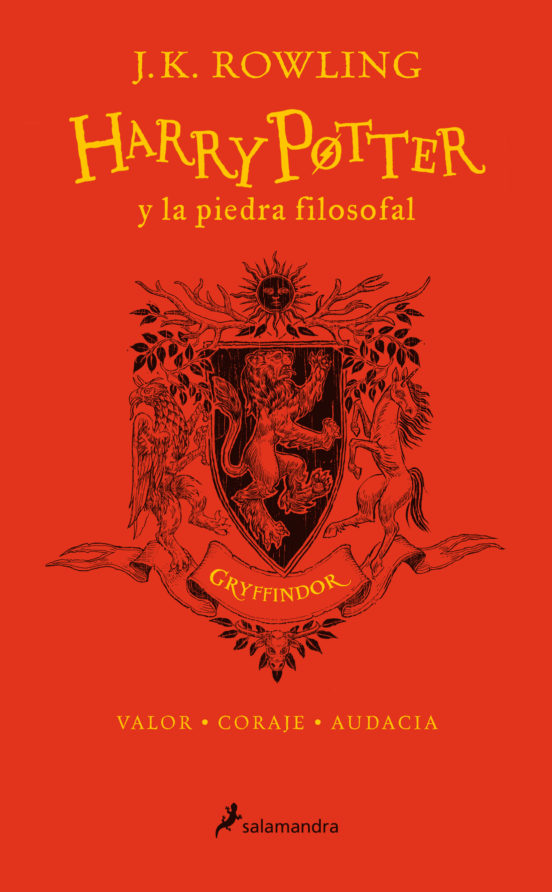 J.K. ROWLING
HARRY POTTER
y la piedra filosofal
GRYFFINDOR
VALOR • CORAJE • AUDACIA
salamandra